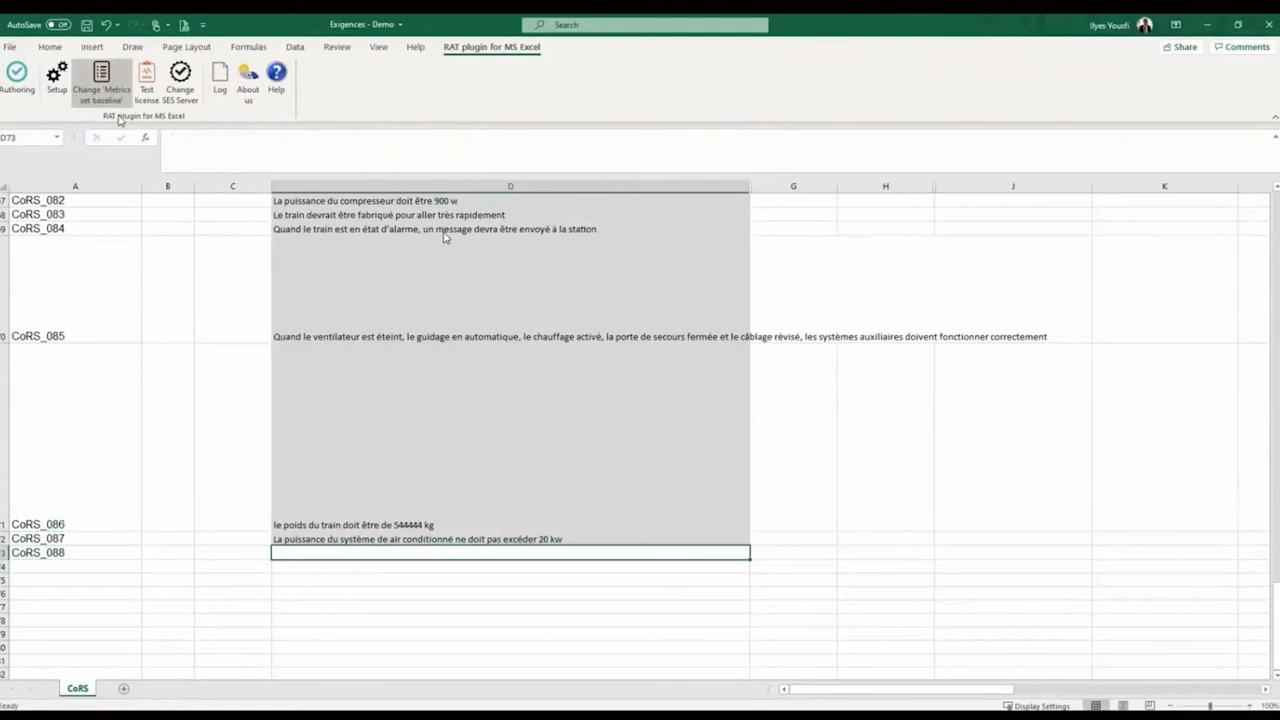 AutoSave Off Exigences - Demo Search Ilyes Yousfi
File Home Insert Draw Page Layout Formulas Data Review View Help RAT plugin for MS Excel Share Comments
Authoring Setup Change 'Metrics set baseline' Test license Change SES Server Log About us Help
RAT plugin for MS Excel
D73 fx
A B C D G H J K
CoRS_082 La puissance du compresseur doit être 900 w
CoRS_083 Le train devrait être fabriqué pour aller très rapidement
CoRS_084 Quand le train est en état d'alarme, un message devra être envoyé à la station
CoRS_085 Quand le ventilateur est éteint, le guidage en automatique, le chauffage activé, la porte de secours fermée et le câblage révisé, les systèmes auxiliaires doivent fonctionner correctement
CoRS_086 le poids du train doit être de 544444 kg
CoRS_087 La puissance du système de air conditionné ne doit pas excéder 20 kw
CoRS_088
CoRS
Display Settings 100%